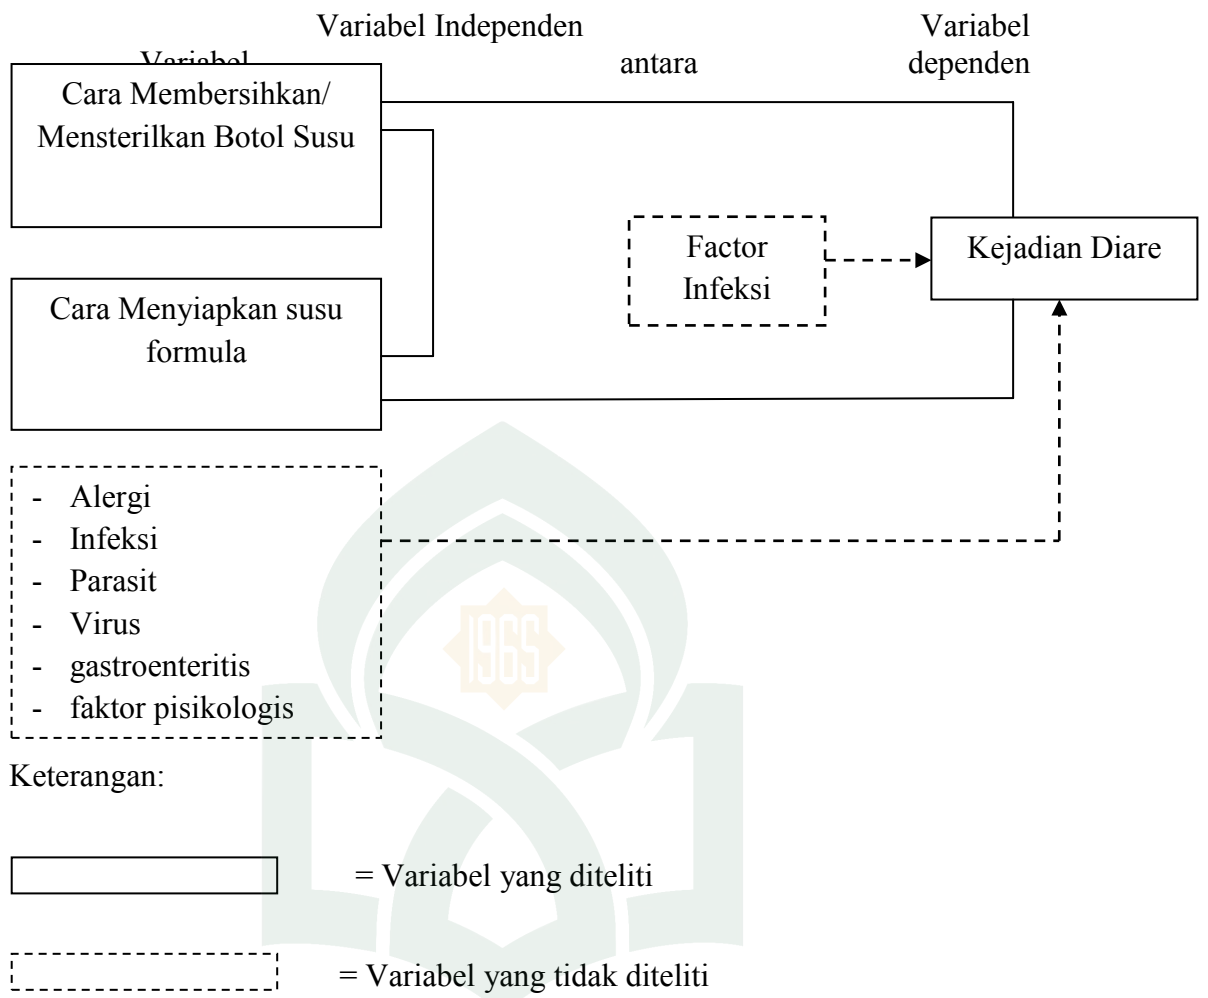 Variabel Independen Variabel
Variabel antara dependen
Cara Membersihkan/
Mensterilkan Botol Susu
Factor
Infeksi
Kejadian Diare
Cara Menyiapkan susu
formula
- Alergi
- Infeksi
- Parasit
- Virus
- gastroenteritis
- faktor pisikologis
1965
Keterangan:
= Variabel yang diteliti
= Variabel yang tidak diteliti